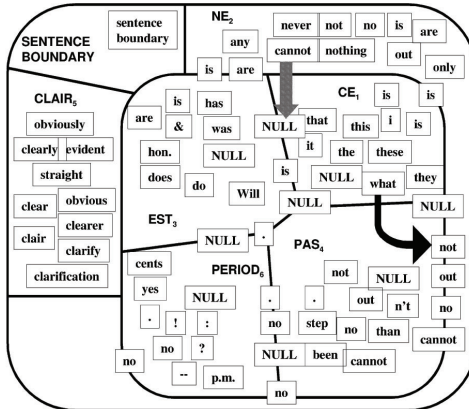 SENTENCE
BOUNDARY
sentence
boundary
NE2
never not no is are
any
cannot nothing out
only
is are
CLAIR5
obviously
clearly evident
straight
clear obvious
clearer
clair clarify
clarification
CE1
is is
that this i is
it the these
NULL what they
NULL
is
NULL
NULL
is has
are & was
hon. NULL
does do Will
EST3
NULL .
PAS4
not NULL
. out n't
step no than
been cannot
not
out
no
cannot
PERIOD6
cents
yes
NULL .
. ! : no
no ?
NULL
no
-- p.m.
no